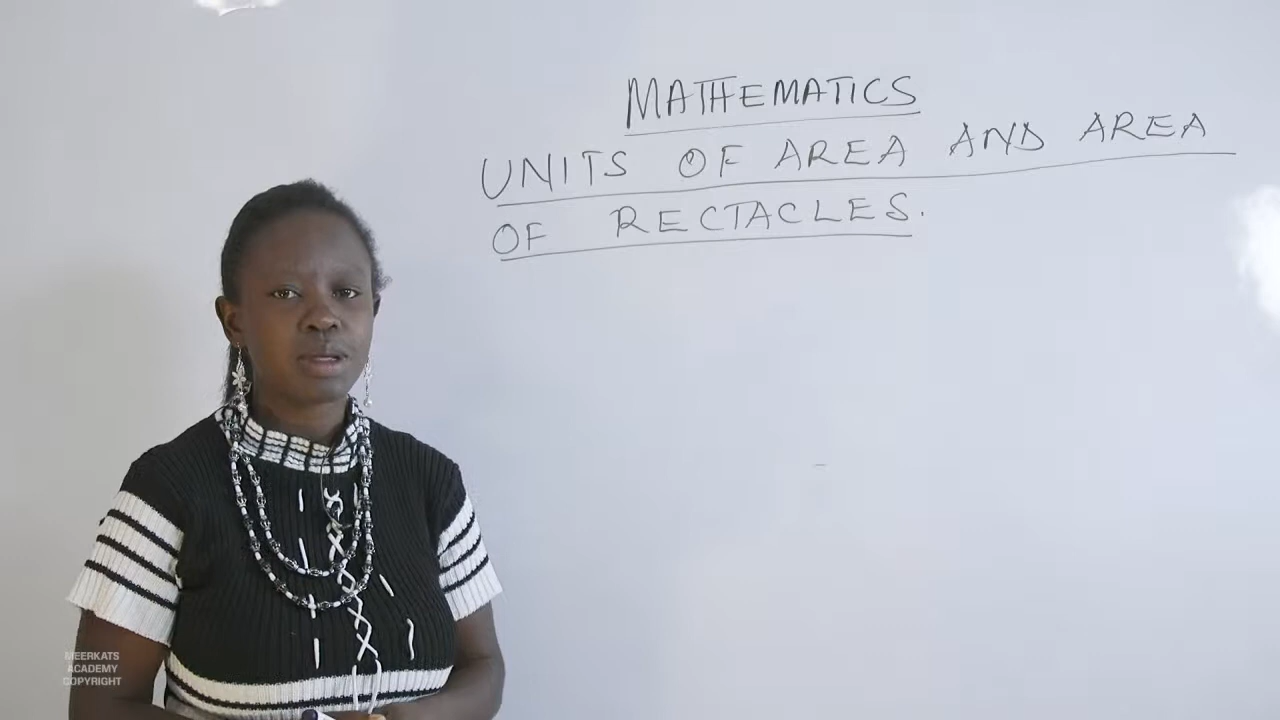 MATHEMATICS
UNITS OF AREA AND AREA
OF RECTACLES.
MEERKATS
ACADEMY
COPYRIGHT